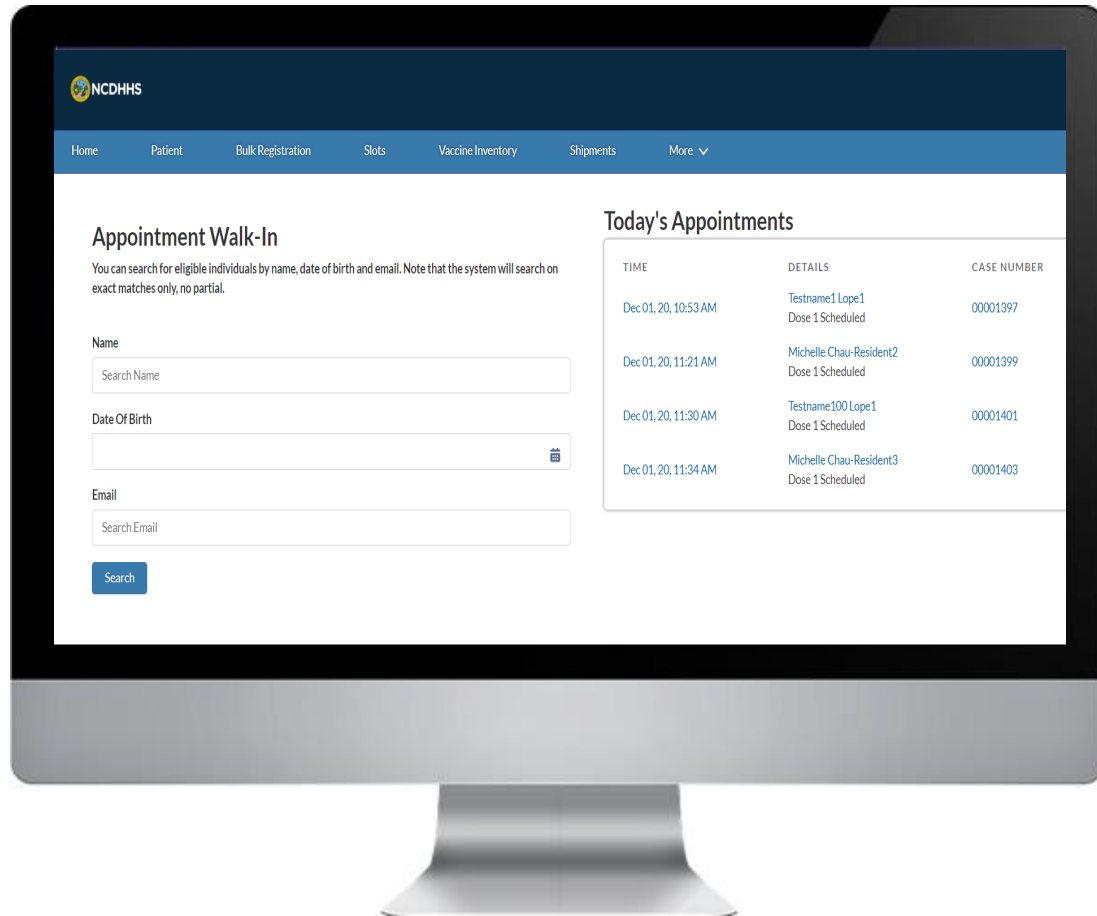 NCDHHS
Home Patient Bulk Registration Slots Vaccine Inventory Shipments More
Appointment Walk-In
You can search for eligible individuals by name, date of birth and email. Note that the system will search on
exact matches only, no partial.
Name
Search Name
Date Of Birth
Email
Search Email
Search
Today's Appointments
TIME DETAILS CASE NUMBER
Dec 01, 20, 10:53 AM Testname1 Lope1 00001397
Dose 1 Scheduled
Dec 01, 20, 11:21 AM Michelle Chau-Resident2 00001399
Dose 1 Scheduled
Dec 01, 20, 11:30 AM Testname100 Lope1 00001401
Dose 1 Scheduled
Dec 01, 20, 11:34 AM Michelle Chau-Resident3 00001403
Dose 1 Scheduled